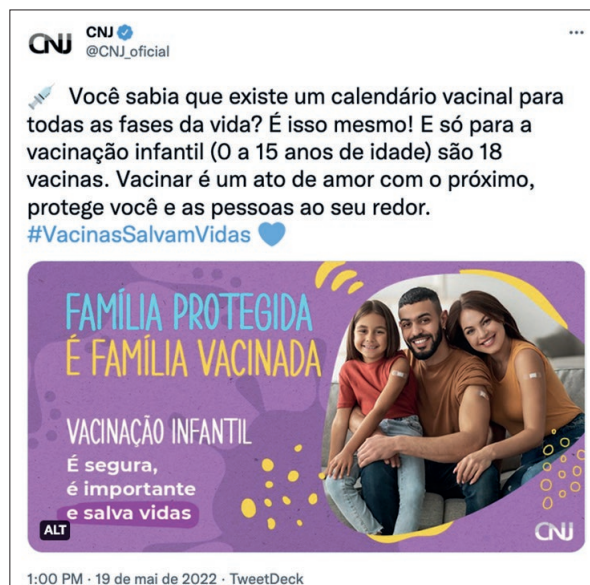 CNJ
CNJ
@CNJ_oficial
Você sabia que existe um calendário vacinal para
todas as fases da vida? É isso mesmo! E só para a
vacinação infantil (0 a 15 anos de idade) são 18
vacinas. Vacinar é um ato de amor com o próximo,
protege você e as pessoas ao seu redor.
#VacinasSalvamVidas
FAMÍLIA PROTEGIDA
É FAMÍLIA VACINADA
VACINAÇÃO INFANTIL
É segura,
é importante
e salva vidas
ALT
CNJ
1:00 PM · 19 de mai de 2022 · TweetDeck